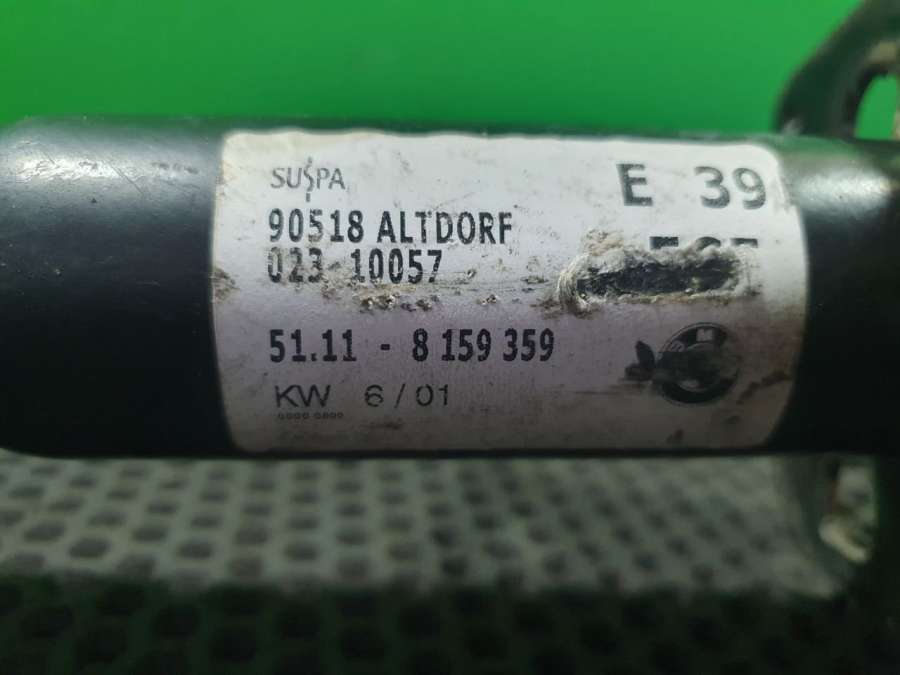 SUSPA
E 39
90518 ALTDORF
023 10057
51.11 - 8 159 359
KW 6 / 01